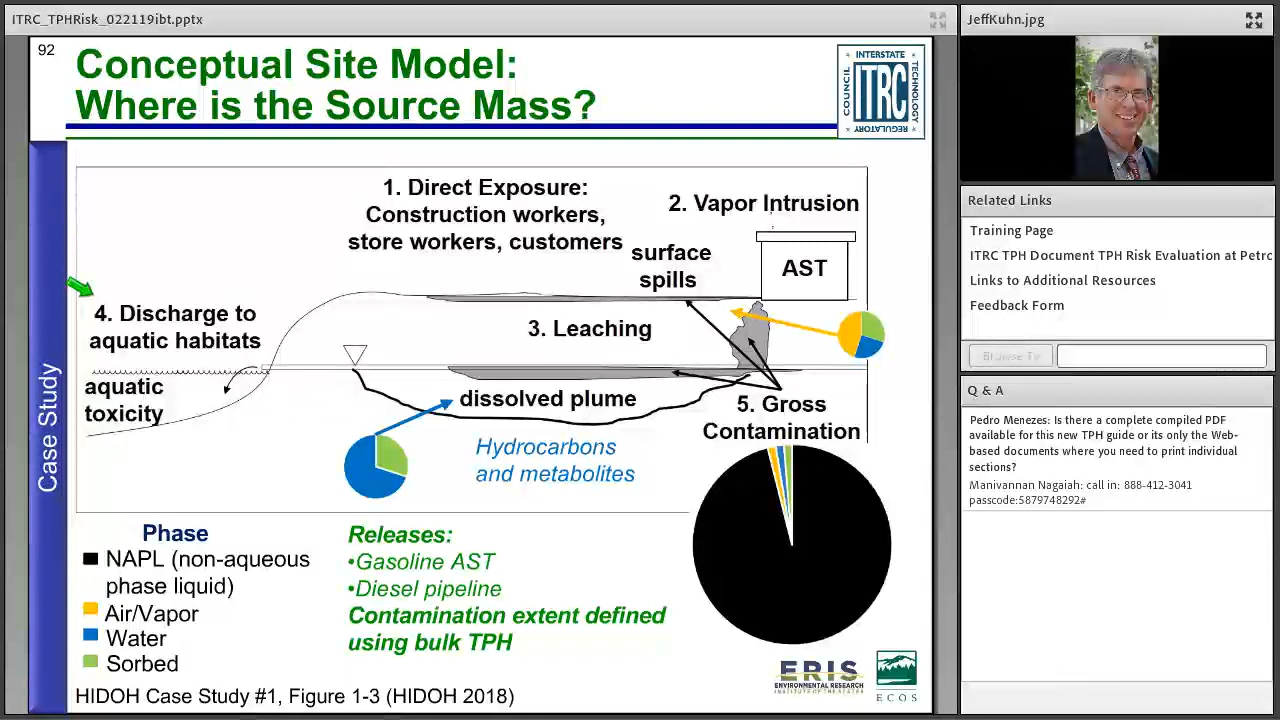 ITRC_TPHRisk_022119ibt.pptx
92
Conceptual Site Model:
Where is the Source Mass?
INTERSTATE
COUNCIL
ITRC
TECHNOLOGY
REGULATORY
1. Direct Exposure:
Construction workers,
store workers, customers
2. Vapor Intrusion
surface
spills
AST
4. Discharge to
aquatic habitats
3. Leaching
aquatic
toxicity
dissolved plume
5. Gross
Contamination
Hydrocarbons
and metabolites
Case Study
Phase
NAPL (non-aqueous
phase liquid)
Air/Vapor
Water
Sorbed
Releases:
•Gasoline AST
•Diesel pipeline
Contamination extent defined
using bulk TPH
ERIS
ENVIRONMENTAL RESEARCH
INSTITUTE OF THE STATES
ECOS
HIDOH Case Study #1, Figure 1-3 (HIDOH 2018)
JeffKuhn.jpg
Related Links
Training Page
ITRC TPH Document TPH Risk Evaluation at Petrc
Links to Additional Resources
Feedback Form
Browse To
Q & A
Pedro Menezes: Is there a complete compiled PDF
available for this new TPH guide or its only the Web-
based documents where you need to print individual
sections?
Manivannan Nagaiah: call in: 888-412-3041
passcode:5879748292#